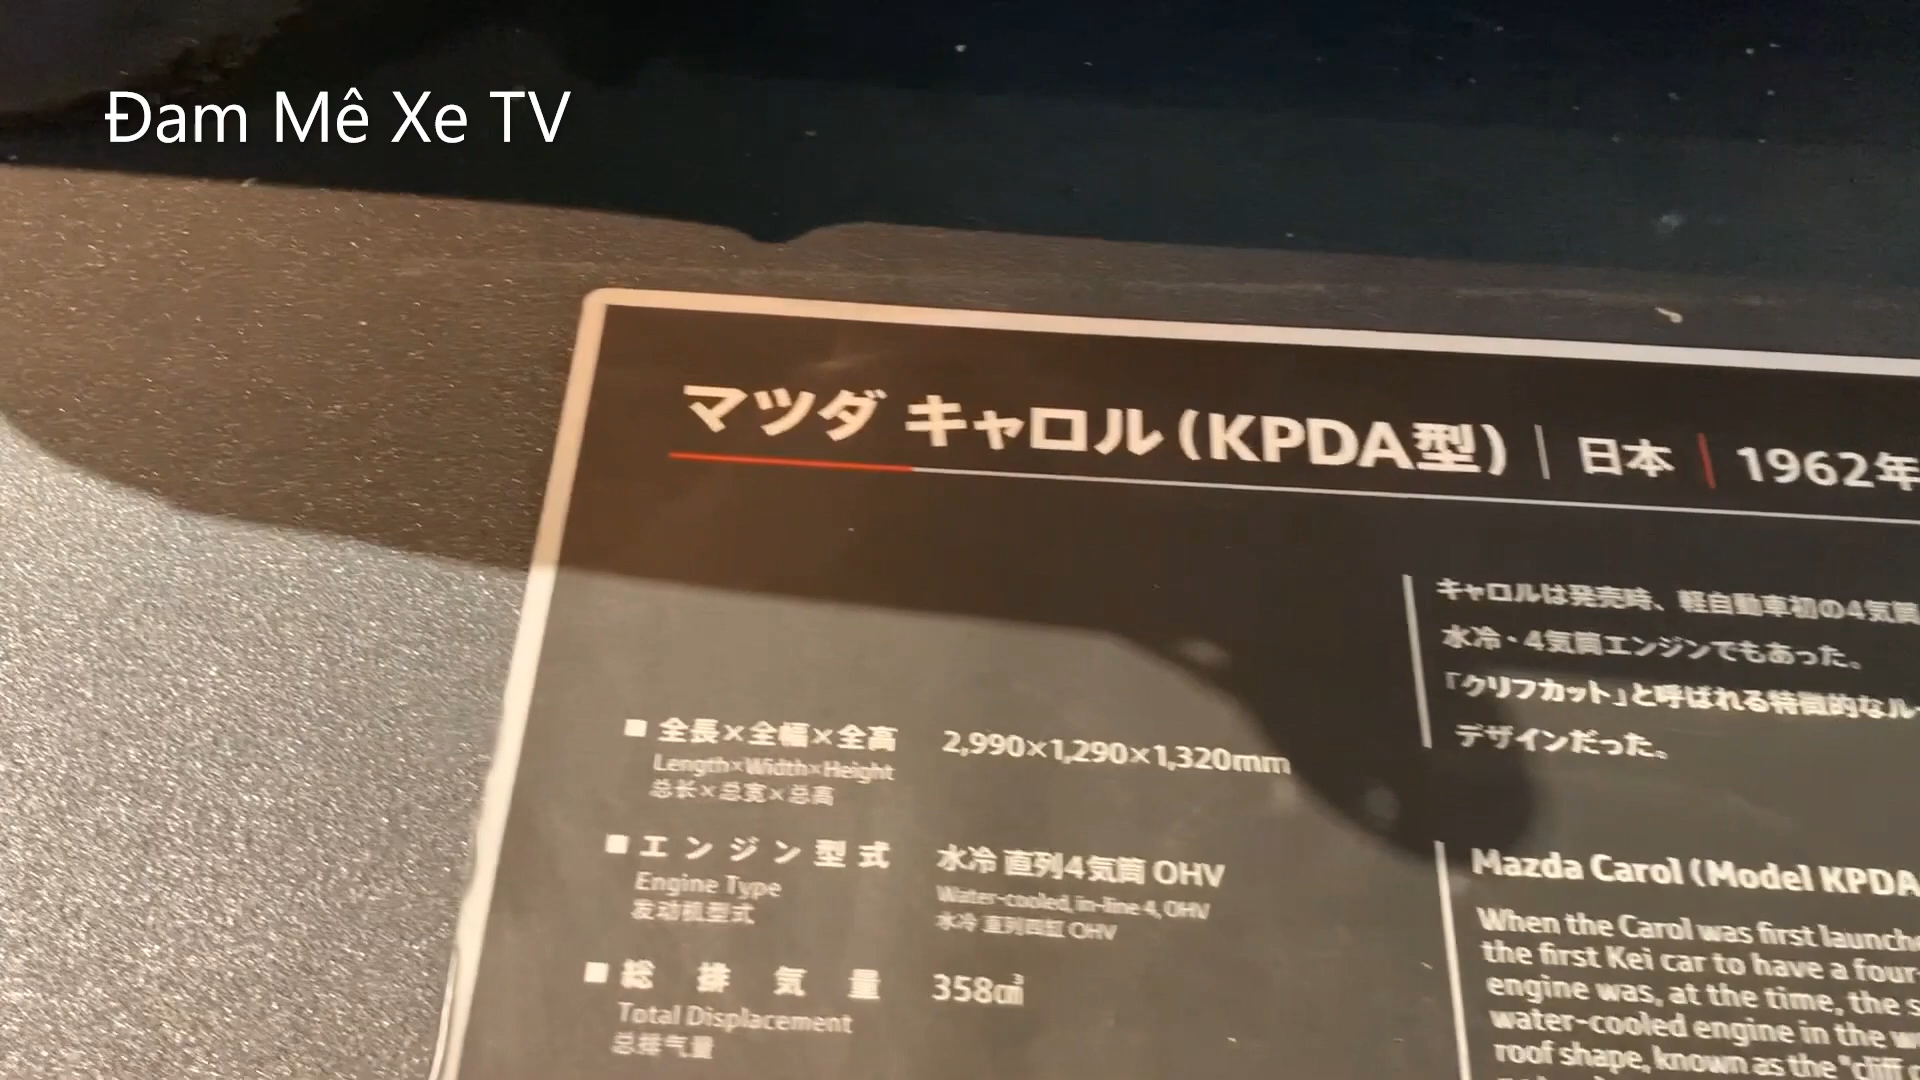 Đam Mê Xe TV
マツダ キャロル（KPDA型） 日本 1962年
キャロルは発売時、軽自動車初の4気筒
水冷・4気筒エンジンでもあった。
「クリフカット」と呼ばれる特徴的なル
デザインだった。
■ 全長×全幅×全高 2,990×1,290×1,320mm
Length×Width×Height
总长×总宽×总高
■ エンジン型式 水冷 直列4気筒 OHV
Engine Type Water-cooled, in-line 4, OHV
发动机型式 水冷 直列四缸 OHV
■ 総排気量 358㎤
Total Displacement
总排气量
Mazda Carol (Model KPDA
When the Carol was first launche
the first Kei car to have a four-
engine was, at the time, the s
water-cooled engine in the w
roof shape, known as the "cliff c